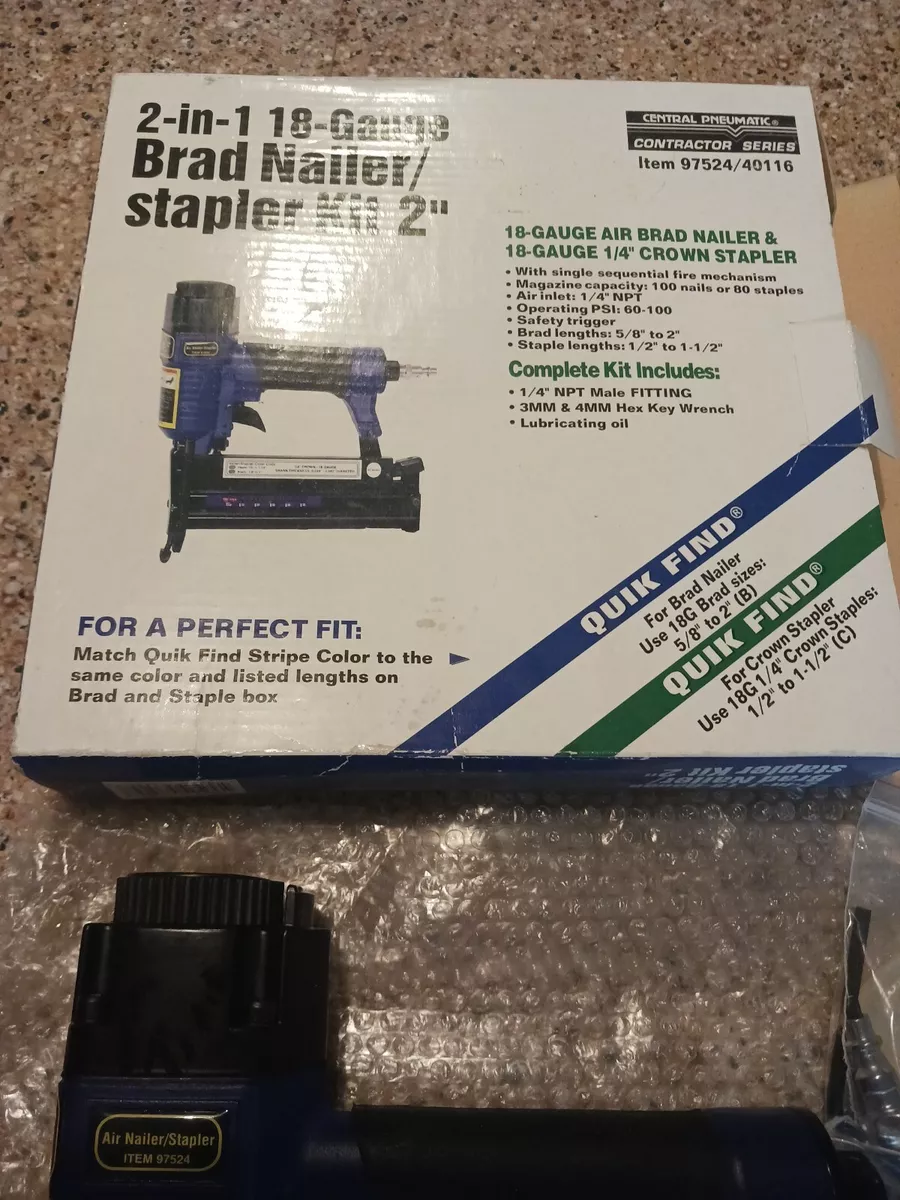 2-in-1 18-Gauge
Brad Nailer/
stapler Kit 2"
CENTRAL PNEUMATIC®
CONTRACTOR SERIES
Item 97524/40116
18-GAUGE AIR BRAD NAILER &
18-GAUGE 1/4" CROWN STAPLER
• With single sequential fire mechanism
• Magazine capacity: 100 nails or 80 staples
• Air inlet: 1/4" NPT
• Operating PSI: 60-100
• Safety trigger
• Brad lengths: 5/8" to 2"
• Staple lengths: 1/2" to 1-1/2"
Complete Kit Includes:
• 1/4" NPT Male FITTING
• 3MM & 4MM Hex Key Wrench
• Lubricating oil
FOR A PERFECT FIT:
Match Quik Find Stripe Color to the
same color and listed lengths on
Brad and Staple box
QUIK FIND®
For Brad Nailer
Use 18G Brad sizes:
5/8" to 2" (B)
QUIK FIND®
For Crown Stapler
Use 18G 1/4" Crown Staples:
1/2" to 1-1/2" (C)
Brad Nailer/
stapler Kit 2"
Air Nailer/Stapler
ITEM 97524